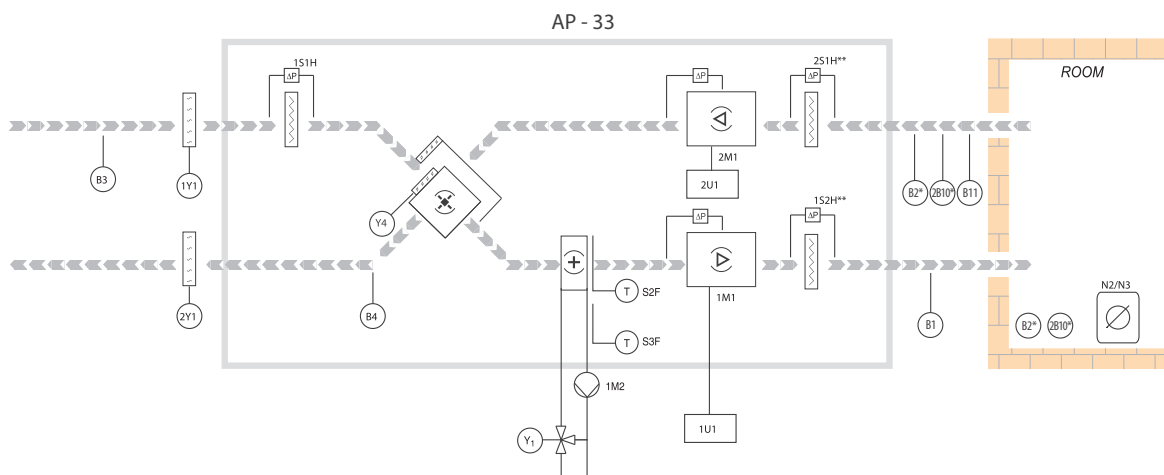 AP - 33
1S1H
ΔP
ΔP
2S1H**
ΔP
ROOM
B3
1Y1
2M1
2U1
B2*
2B10*
B11
Y4
1S2H**
ΔP
ΔP
T
S2F
1M1
N2/N3
2Y1
B4
B1
B2*
2B10*
T
S3F
1M2
Y1
1U1